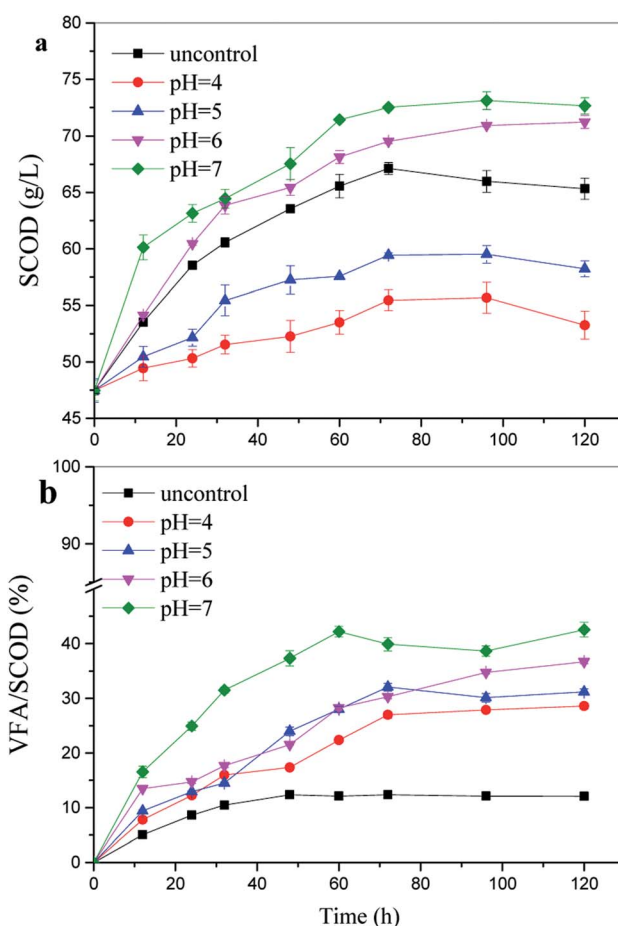 a
80
75
70
65
60
55
50
45
SCOD (g/L)
uncontrol
pH=4
pH=5
pH=6
pH=7
0 20 40 60 80 100 120
b
100
90
40
30
20
10
0
VFA/SCOD (%)
uncontrol
pH=4
pH=5
pH=6
pH=7
0 20 40 60 80 100 120
Time (h)